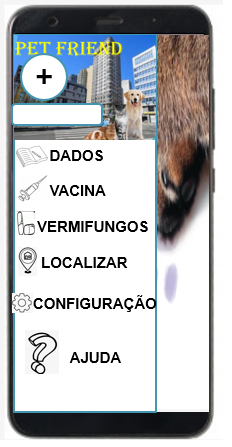 PET FRIEND
DADOS
VACINA
VERMIFUNGOS
LOCALIZAR
CONFIGURAÇÃO
AJUDA